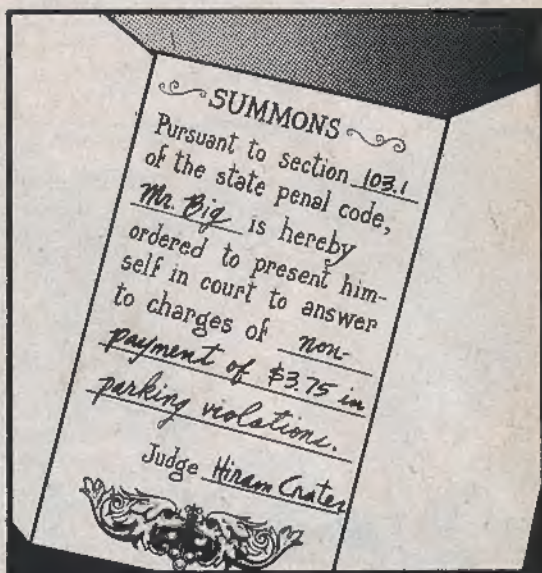 SUMMONS
Pursuant to section 103.1
of the state penal code,
Mr. Big is hereby
ordered to present him-
self in court to answer
to charges of non-
payment of $3.75 in
parking violations.
Judge Hiram Crates